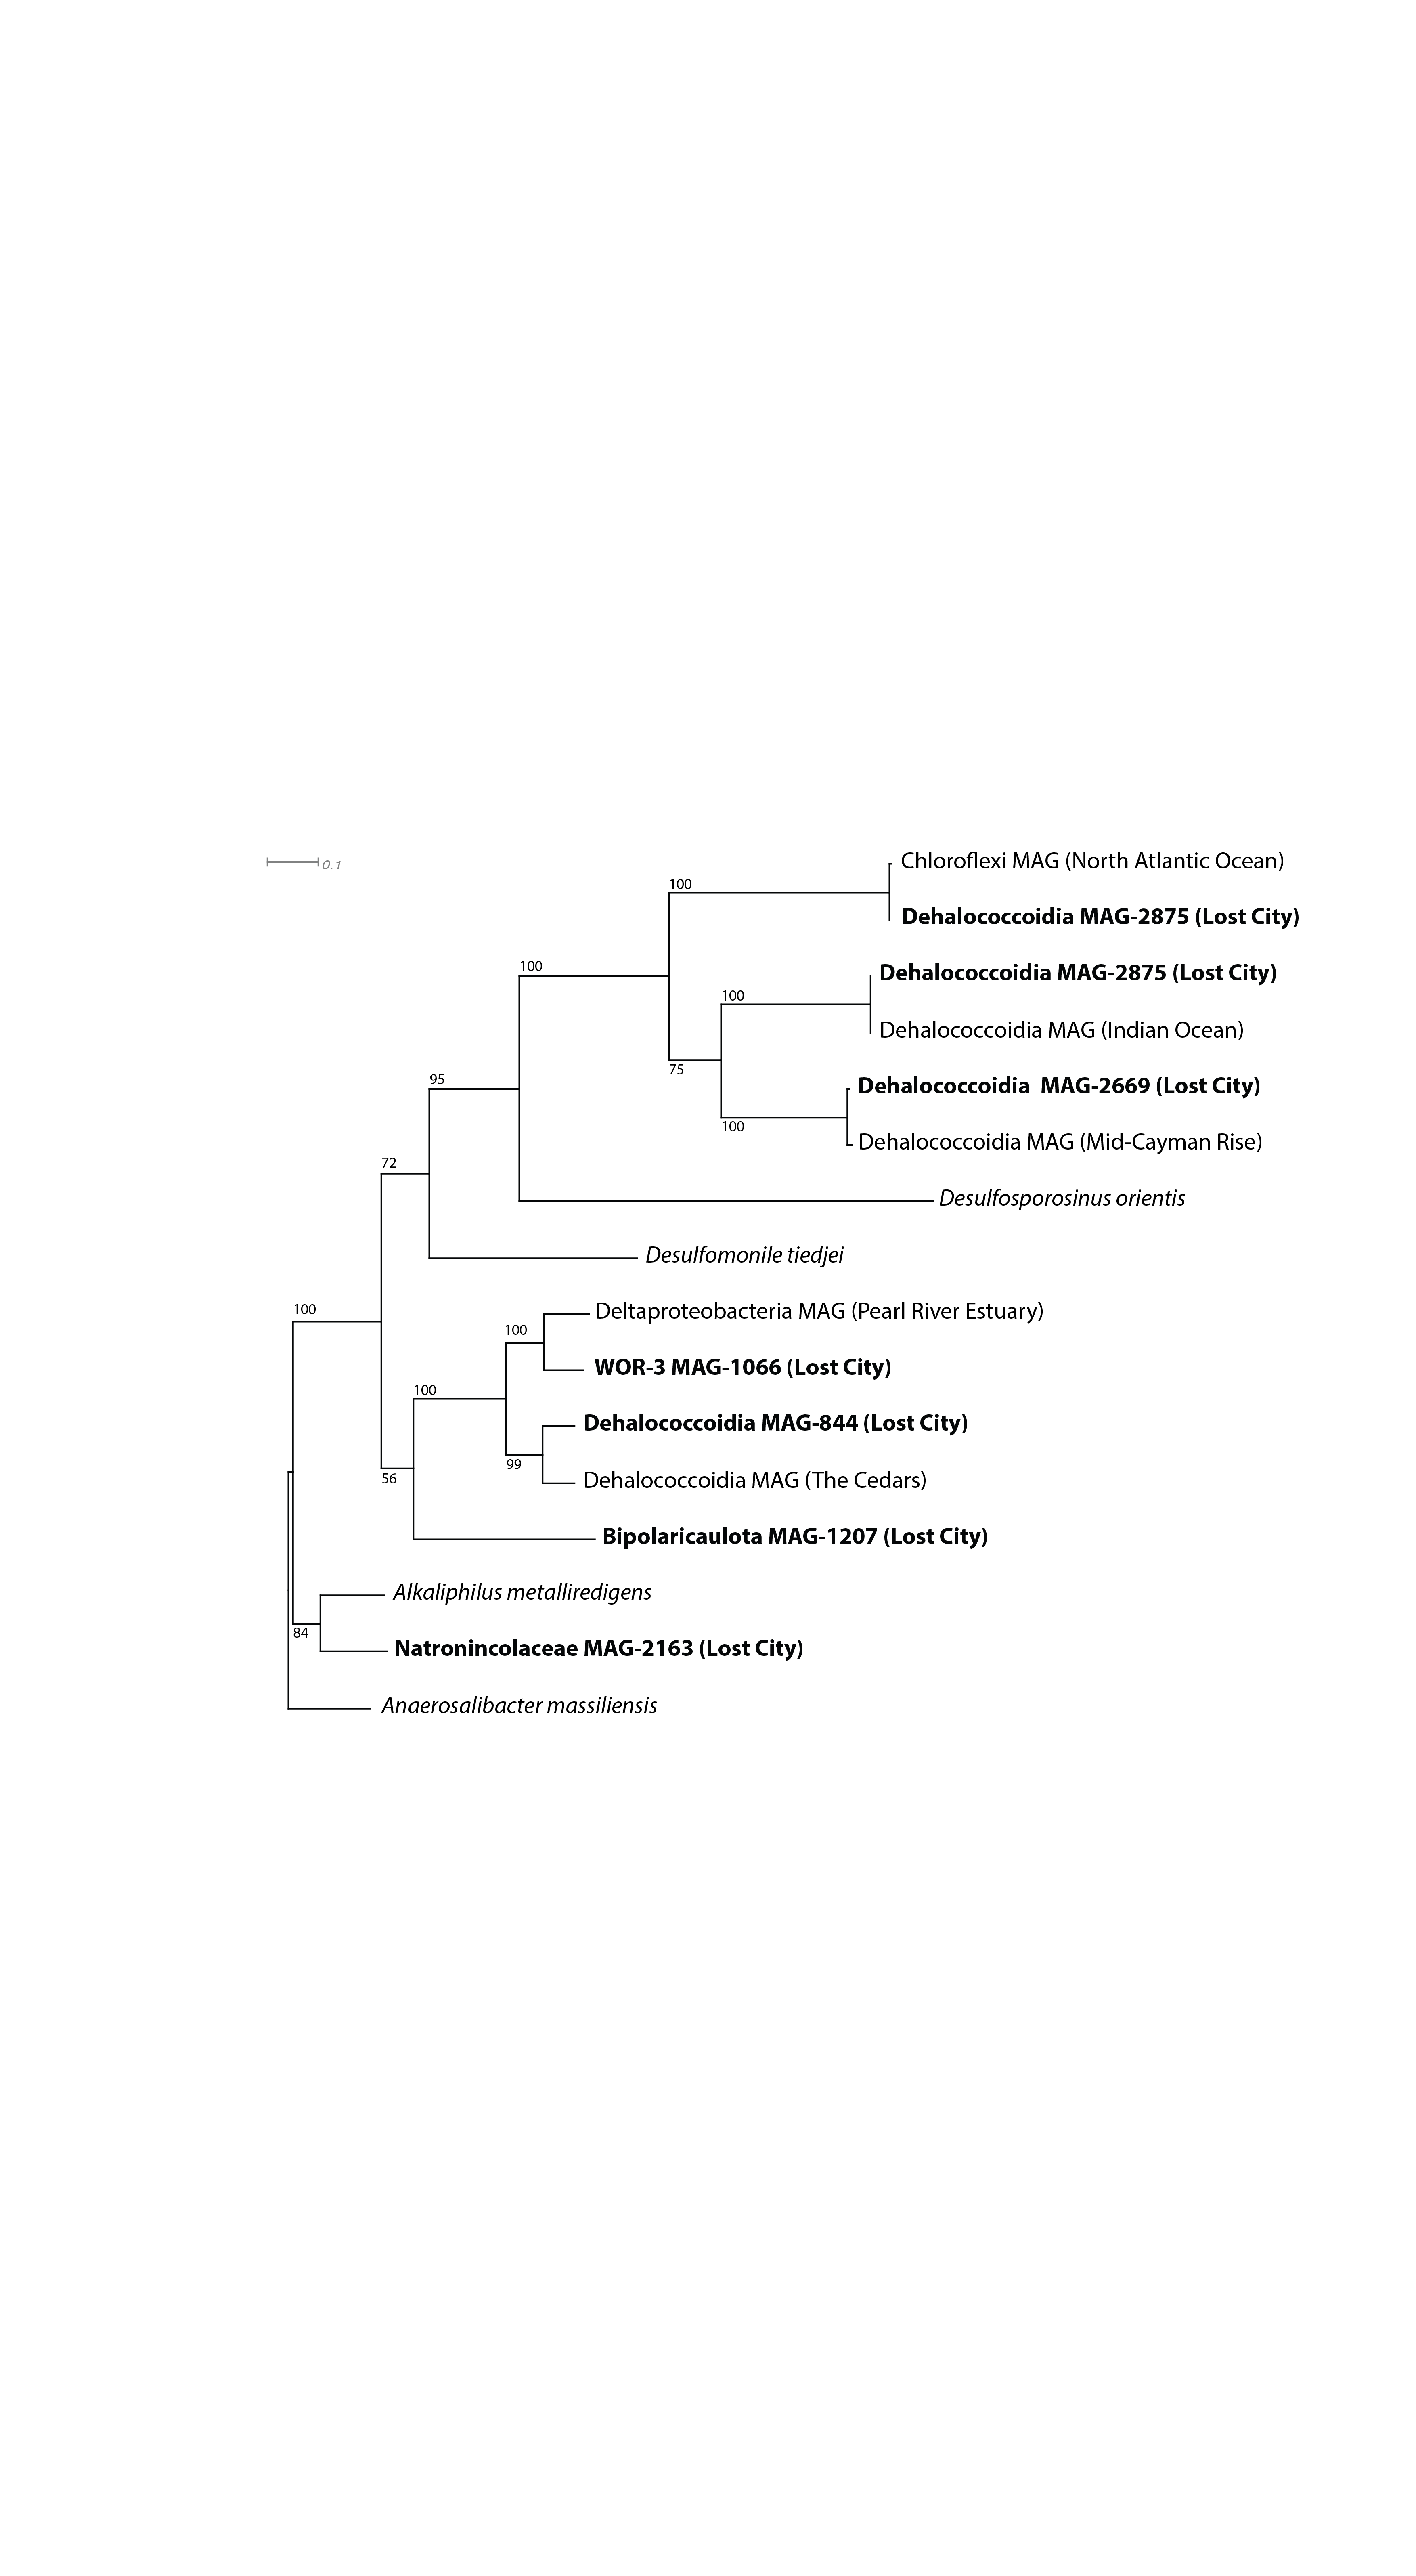 0.1
Chloroflexi MAG (North Atlantic Ocean)
100
Dehalococcoidia MAG-2875 (Lost City)
100
Dehalococcoidia MAG-2875 (Lost City)
100
Dehalococcoidia MAG (Indian Ocean)
75
95
Dehalococcoidia  MAG-2669 (Lost City)
100
Dehalococcoidia MAG (Mid-Cayman Rise)
72
Desulfosporosinus orientis
Desulfomonile tiedjei
100
Deltaproteobacteria MAG (Pearl River Estuary)
100
WOR-3 MAG-1066 (Lost City)
100
Dehalococcoidia MAG-844 (Lost City)
99
56
Dehalococcoidia MAG (The Cedars)
Bipolaricaulota MAG-1207 (Lost City)
Alkaliphilus metalliredigens
84
Natronincolaceae MAG-2163 (Lost City)
Anaerosalibacter massiliensis